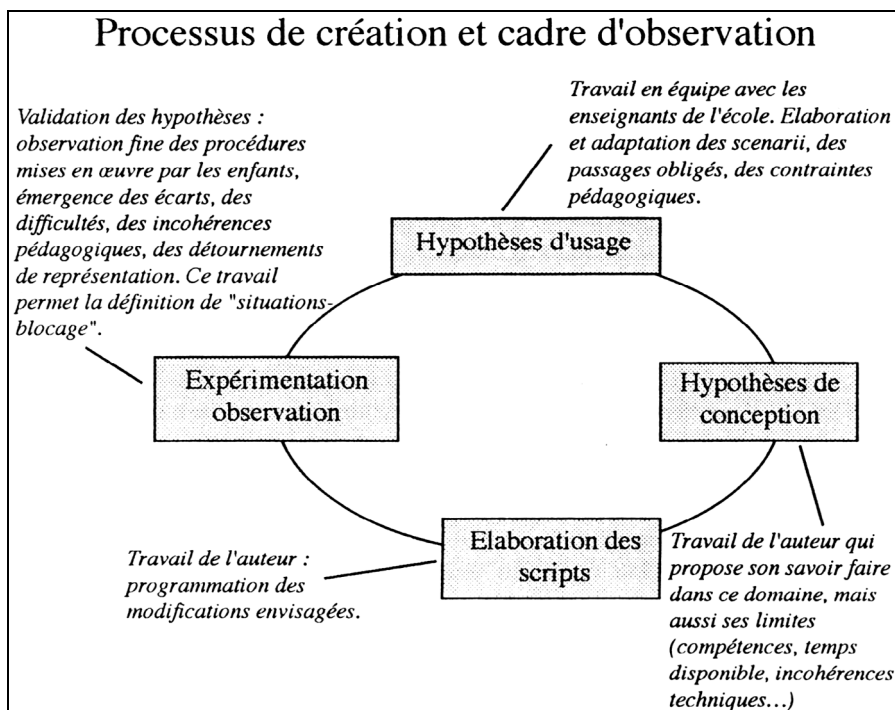 Processus de création et cadre d'observation
Validation des hypothèses :
observation fine des procédures
mises en œuvre par les enfants,
émergence des écarts, des
difficultés, des incohérences
pédagogiques, des détournements
de représentation. Ce travail
permet la définition de "situations-
blocage".
Travail en équipe avec les
enseignants de l'école. Elaboration
et adaptation des scenarii, des
passages obligés, des contraintes
pédagogiques.
Hypothèses d'usage
Expérimentation
observation
Hypothèses de
conception
Elaboration des
scripts
Travail de l'auteur :
programmation des
modifications envisagées.
Travail de l'auteur qui
propose son savoir faire
dans ce domaine, mais
aussi ses limites
(compétences, temps
disponible, incohérences
techniques…)